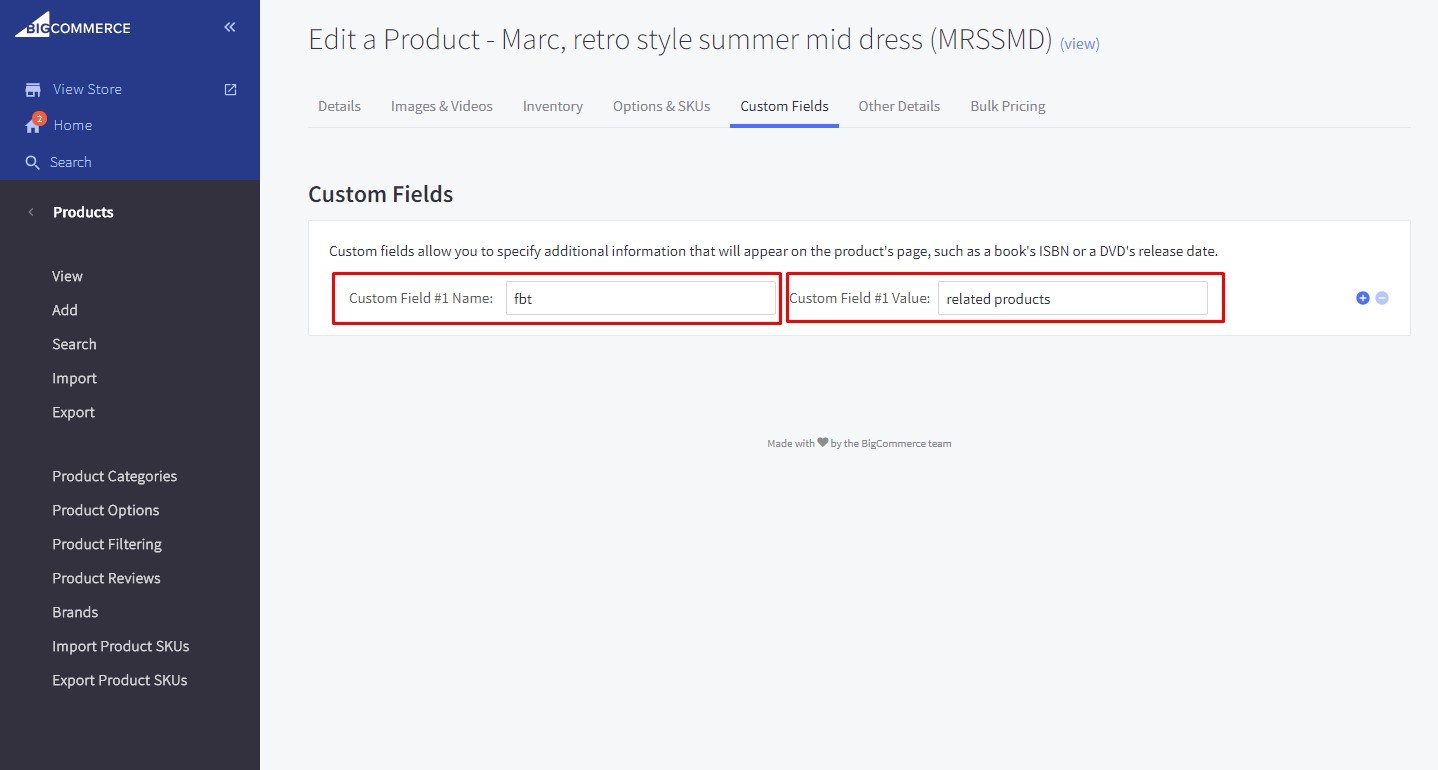 BIGCOMMERCE
View Store
2
Home
Search
Products
View
Add
Search
Import
Export
Product Categories
Product Options
Product Filtering
Product Reviews
Brands
Import Product SKUs
Export Product SKUs
Edit a Product - Marc, retro style summer mid dress (MRSSMD) (view)
Details Images & Videos Inventory Options & SKUs Custom Fields Other Details Bulk Pricing
Custom Fields
Custom fields allow you to specify additional information that will appear on the product's page, such as a book's ISBN or a DVD's release date.
Custom Field #1 Name: fbt Custom Field #1 Value: related products
Made with ♥ by the BigCommerce team